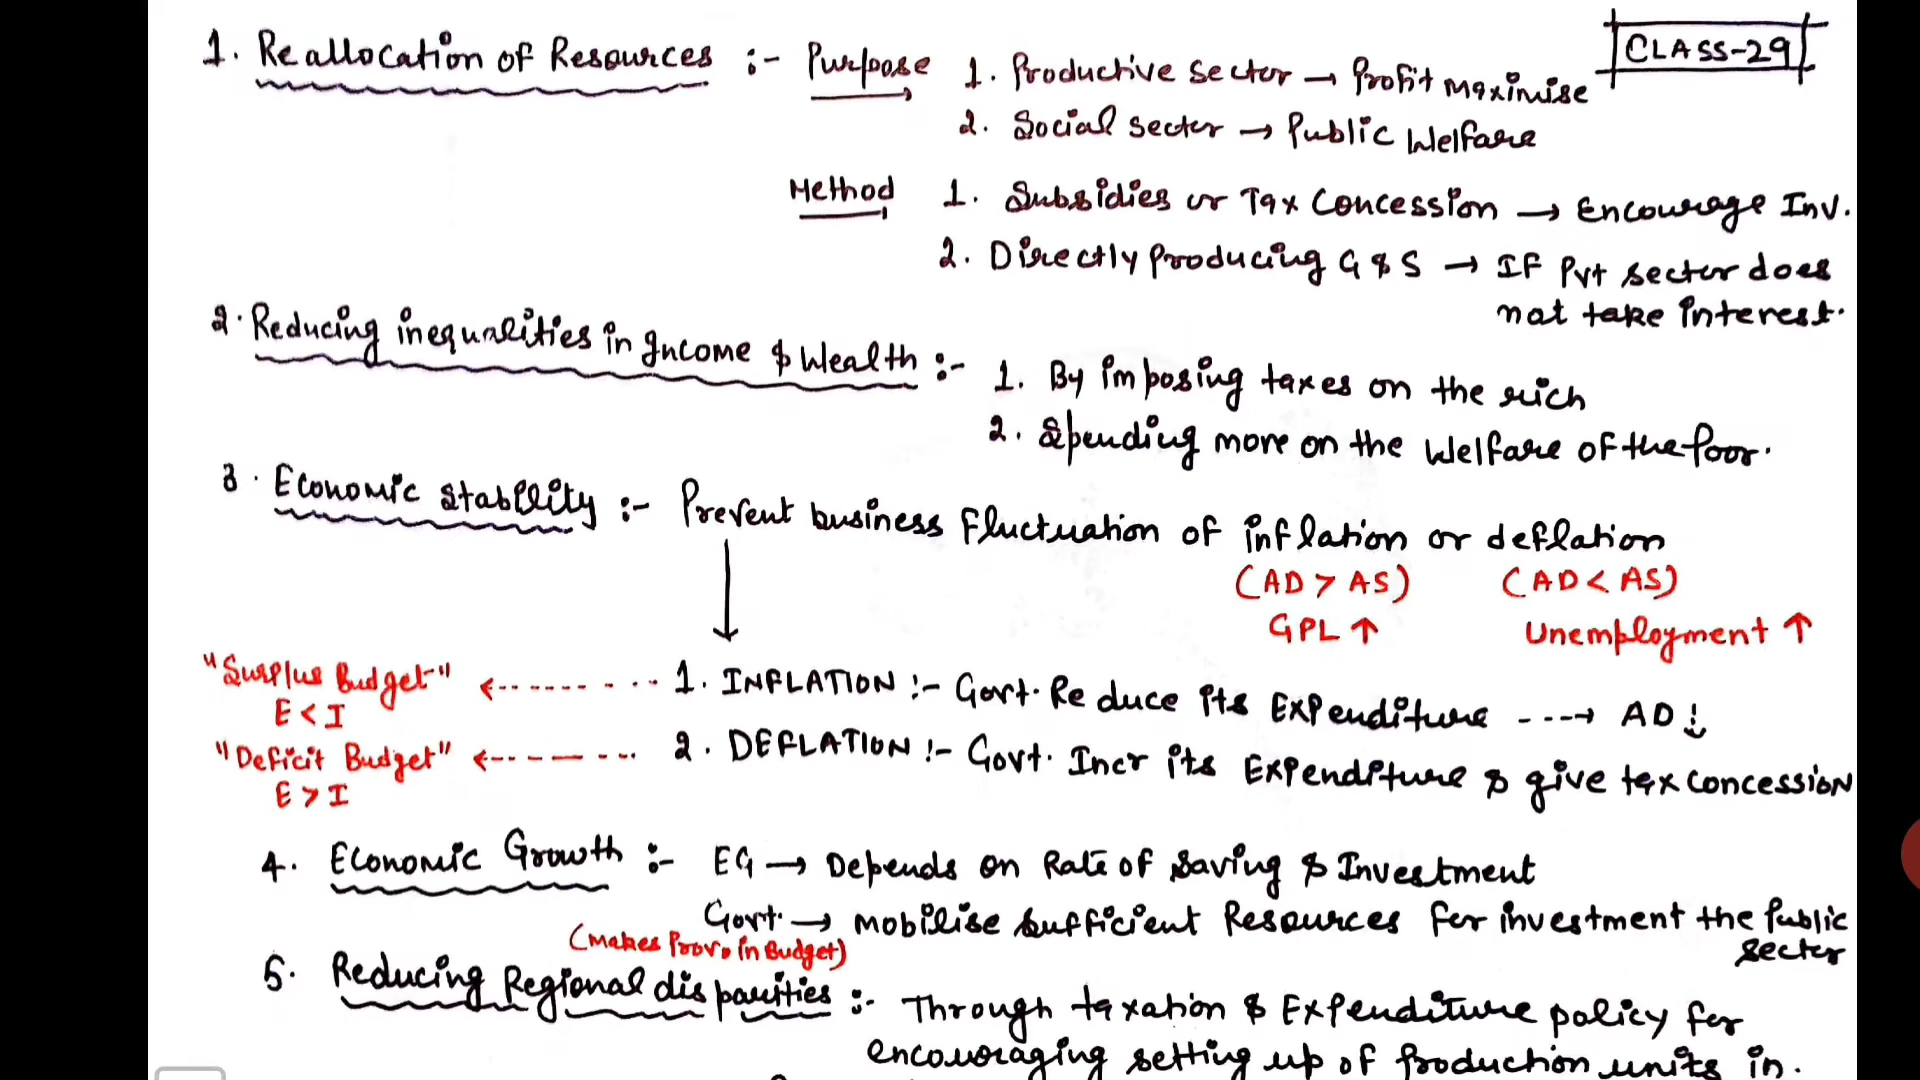 CLASS-29
1. Reallocation of Resources :- Purpose 1. Productive sector → Profit Maximise
2. Social sector → Public Welfare
Method 1. Subsidies or Tax Concession → Encourage Inv.
2. Directly Producing G & S → IF Pvt sector does
not take interest.
2. Reducing inequalities in Income & Wealth :- 1. By imposing taxes on the rich
2. Spending more on the Welfare of the Poor.
3. Economic Stability :- Prevent business Fluctuation of inflation or deflation
(AD > AS) (AD < AS)
GPL ↑ Unemployment ↑
"Surplus Budget" ← 1. INFLATION :- Govt. Reduce its Expenditure → AD ↓
E < I
"Deficit Budget" ← 2. DEFLATION :- Govt. Incr its Expenditure & give tax concession
E > I
4. Economic Growth :- EG → Depends on Rate of Saving & Investment
Govt. → mobilise sufficient Resources for investment the Public
sector
(Makes Prov. in Budget)
5. Reducing Regional disparities :- Through taxation & Expenditure policy for
encouraging setting up of Production units in.